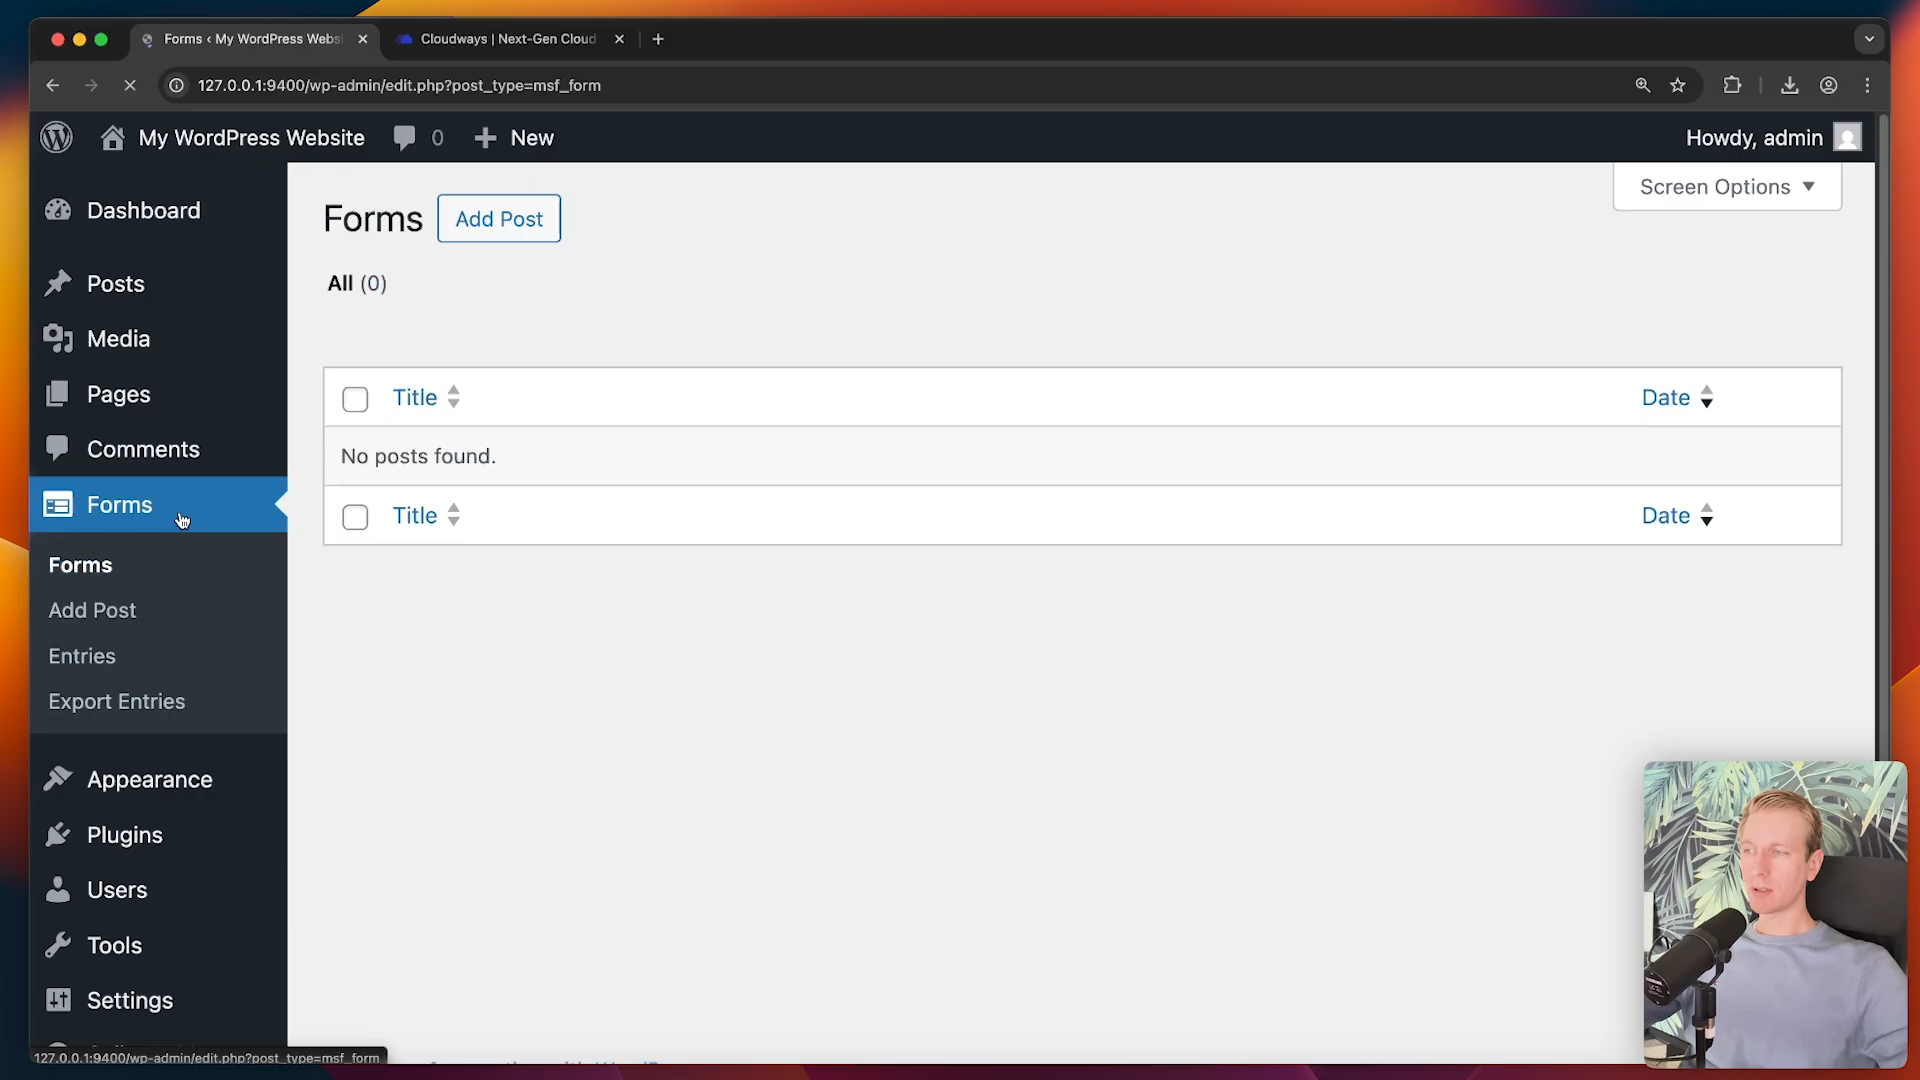 Forms ‹ My WordPress Webs
Cloudways | Next-Gen Cloud
127.0.0.1:9400/wp-admin/edit.php?post_type=msf_form
My WordPress Website
0
New
Howdy, admin
Screen Options
Dashboard
Posts
Media
Pages
Comments
Forms
Forms
Add Post
Entries
Export Entries
Appearance
Plugins
Users
Tools
Settings
Forms
Add Post
All (0)
Title
Date
No posts found.
Title
Date
127.0.0.1:9400/wp-admin/edit.php?post_type=msf_form